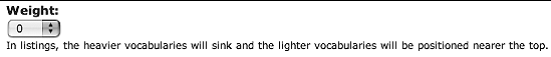 Weight:
0
In listings, the heavier vocabularies will sink and the lighter vocabularies will be positioned nearer the top.